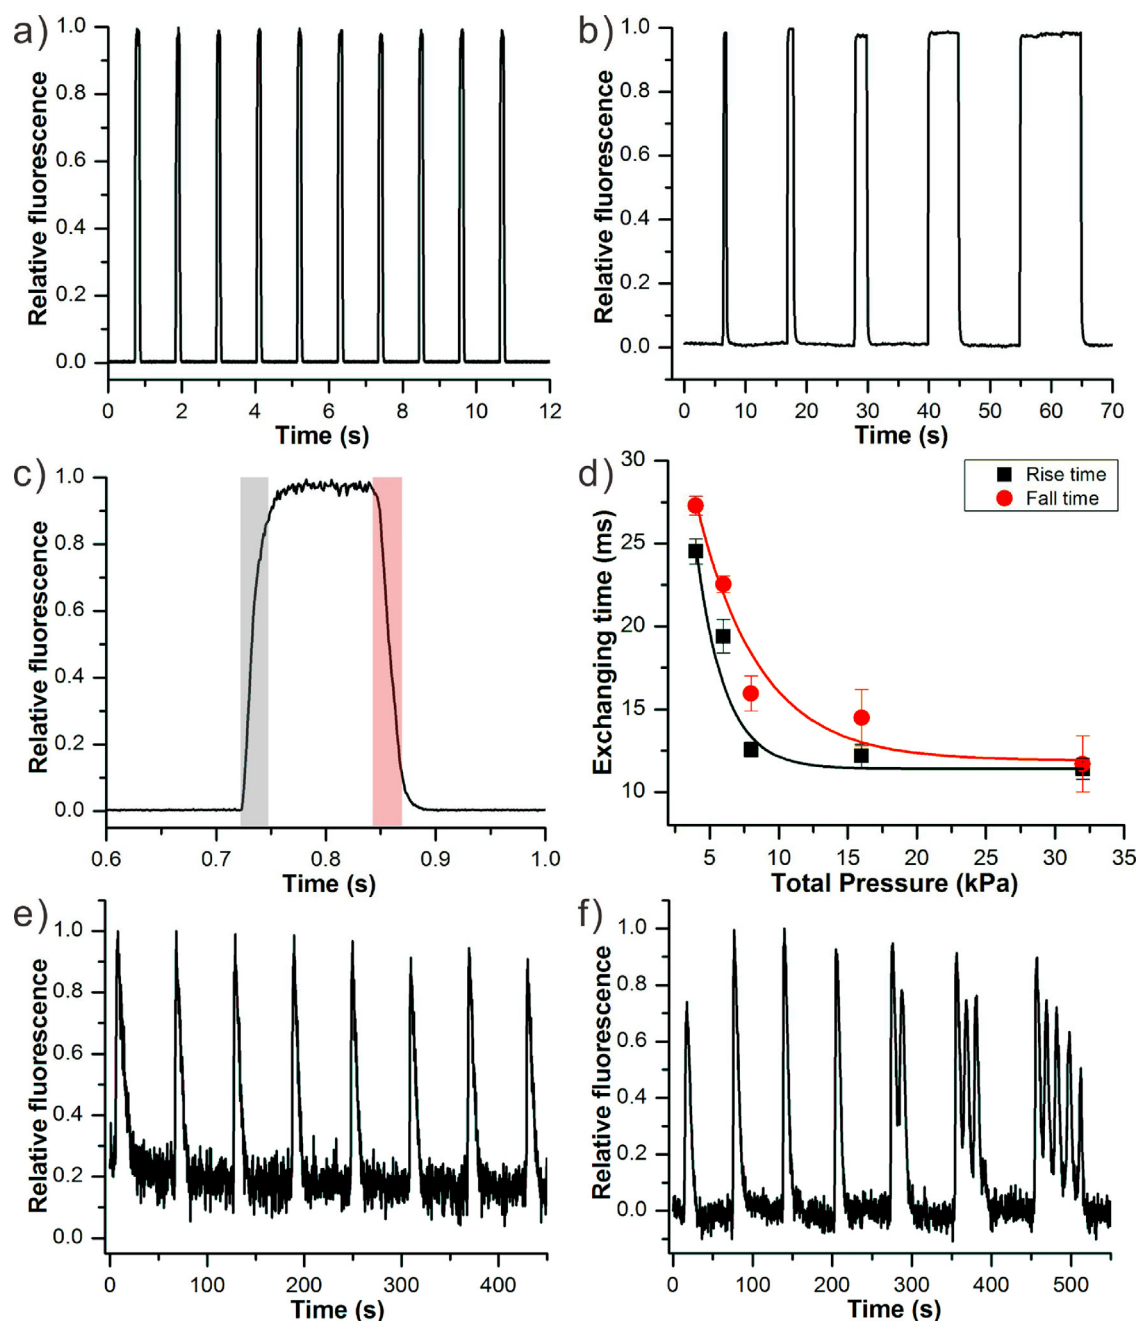 a)
Relative fluorescence
1.0
0.8
0.6
0.4
0.2
0.0
0 2 4 6 8 10 12
Time (s)
b)
Relative fluorescence
1.0
0.8
0.6
0.4
0.2
0.0
0 10 20 30 40 50 60 70
Time (s)
c)
Relative fluorescence
1.0
0.8
0.6
0.4
0.2
0.0
0.6 0.7 0.8 0.9 1.0
Time (s)
d)
Exchanging time (ms)
30
25
20
15
10
Rise time
Fall time
5 10 15 20 25 30 35
Total Pressure (kPa)
e)
Relative fluorescence
1.0
0.8
0.6
0.4
0.2
0.0
0 100 200 300 400
Time (s)
f)
Relative fluorescence
1.0
0.8
0.6
0.4
0.2
0.0
0 100 200 300 400 500
Time (s)